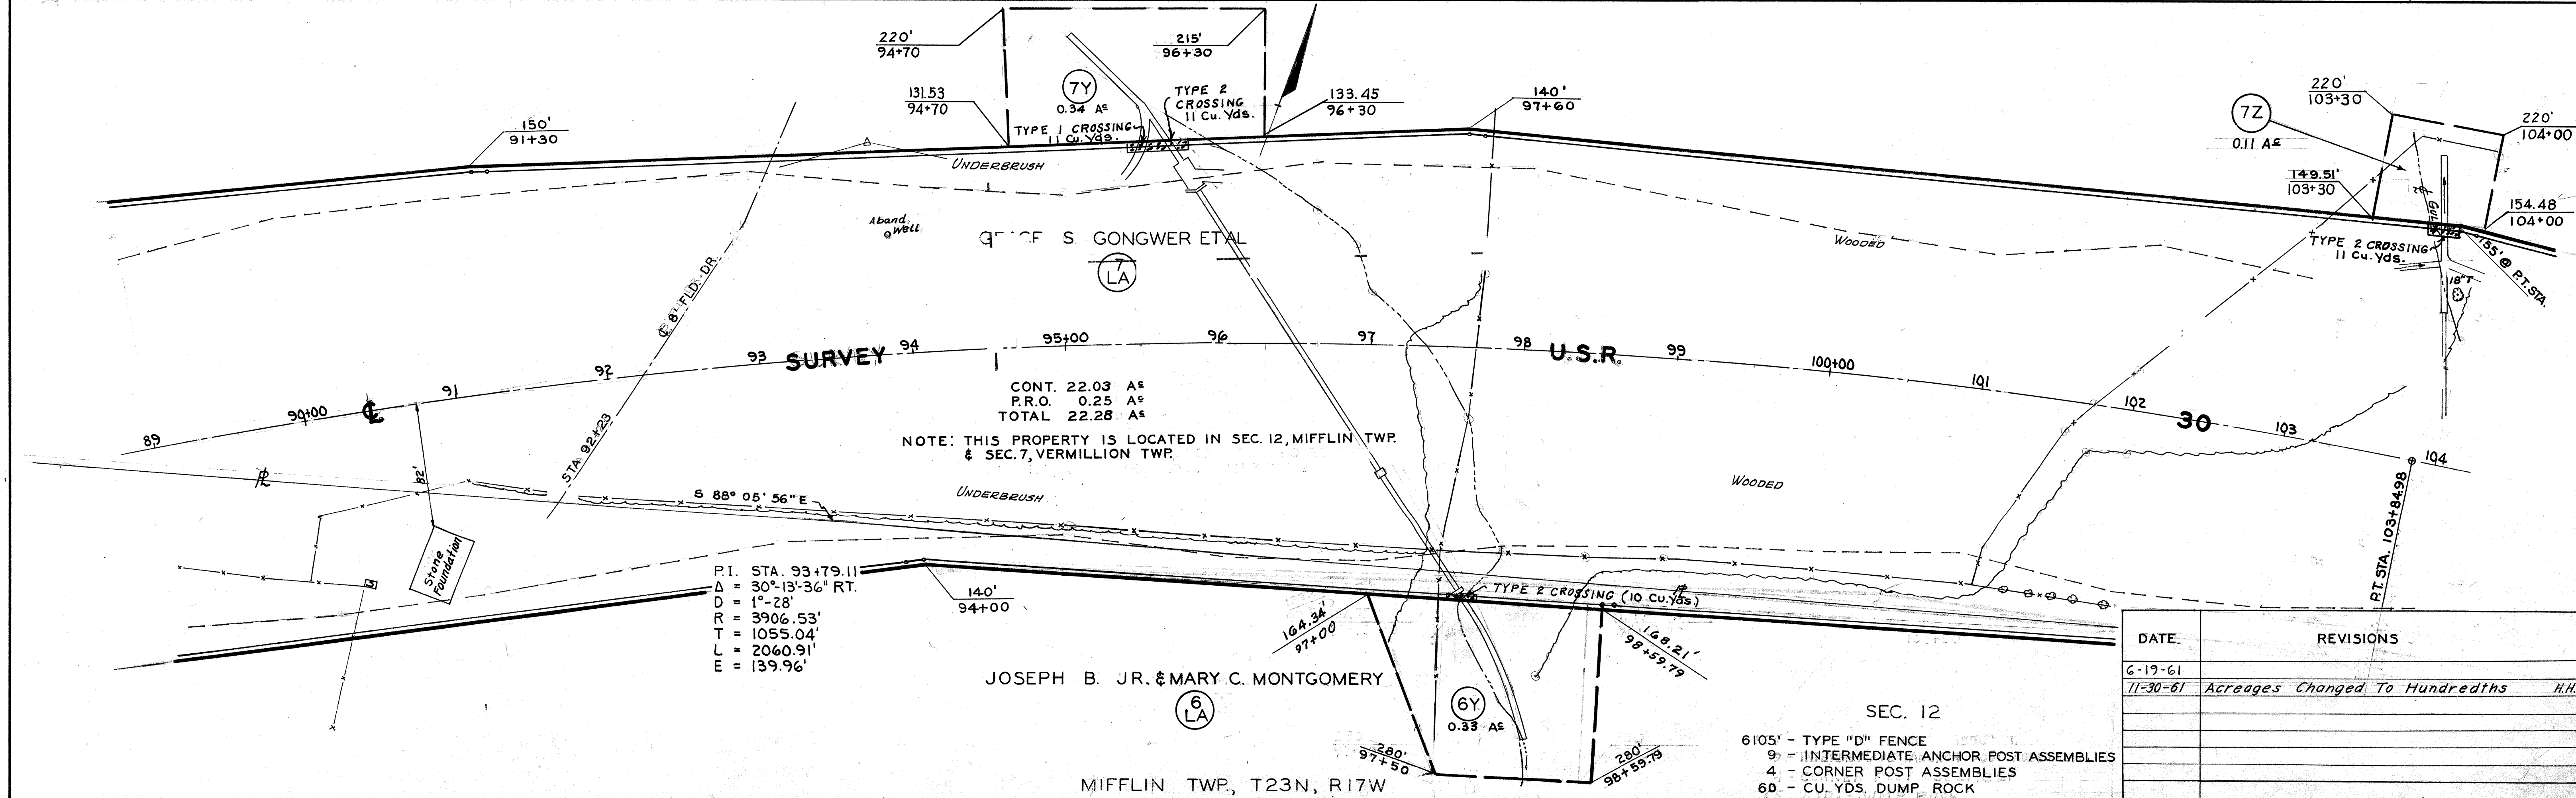 220'
94+70
215'
96+30
7Y
0.34 Ac
TYPE 2
CROSSING
11 Cu. Yds.
TYPE 1 CROSSING
11 Cu. Yds.
131.53
94+70
133.45
96+30
140'
97+60
150'
91+30
220'
103+30
7Z
0.11 Ac
220'
104+00
149.51'
103+30
154.48
104+00
UNDERBRUSH
Aband.
Well
S GONGWER ET AL
7
LA
WOODED
TYPE 2 CROSSING
11 Cu. Yds.
155' @ P.T. STA.
18"T
℄ 8' FLD. DR.
STA. 92+23
89
90+00
℄
91
92
93
SURVEY
94
95+00
96
97
98
U.S.R.
99
100+00
101
102
30
103
104
CONT. 22.03 Ac
P.R.O. 0.25 Ac
TOTAL 22.28 Ac
NOTE: THIS PROPERTY IS LOCATED IN SEC. 12, MIFFLIN TWP.
& SEC. 7, VERMILLION TWP.
82'
Stone
Foundation
S 88° 05' 56" E
UNDERBRUSH
WOODED
P.T. STA. 103+84.98
P.I. STA. 93+79.11
Δ = 30°-13'-36" RT.
D = 1°-28'
R = 3906.53'
T = 1055.04'
L = 2060.91'
E = 139.96'
140'
94+00
TYPE 2 CROSSING (10 Cu. Yds.)
164.34'
97+00
168.21'
98+59.79
JOSEPH B. JR. & MARY C. MONTGOMERY
6
LA
6Y
0.33 Ac
280'
97+50
280'
98+59.79
MIFFLIN TWP., T23N, R17W
SEC. 12
6105' - TYPE "D" FENCE
9 - INTERMEDIATE ANCHOR POST ASSEMBLIES
4 - CORNER POST ASSEMBLIES
60 - CU. YDS. DUMP ROCK
DATE REVISIONS
6-19-61
11-30-61 Acreages Changed To Hundredths H.H.